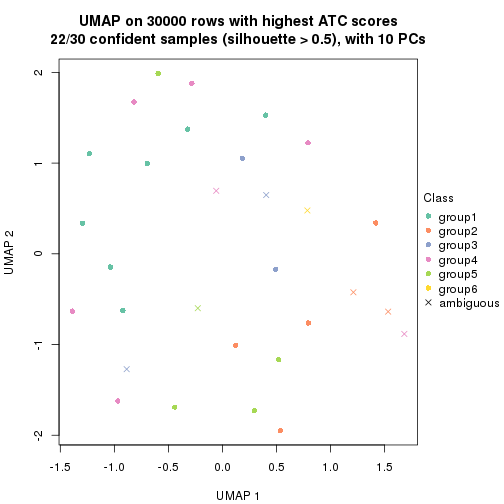 UMAP on 30000 rows with highest ATC scores
22/30 confident samples (silhouette > 0.5), with 10 PCs
2
1
0
-1
-2
UMAP 2
-1.5 -1.0 -0.5 0.0 0.5 1.0 1.5
UMAP 1
Class
group1
group2
group3
group4
group5
group6
ambiguous